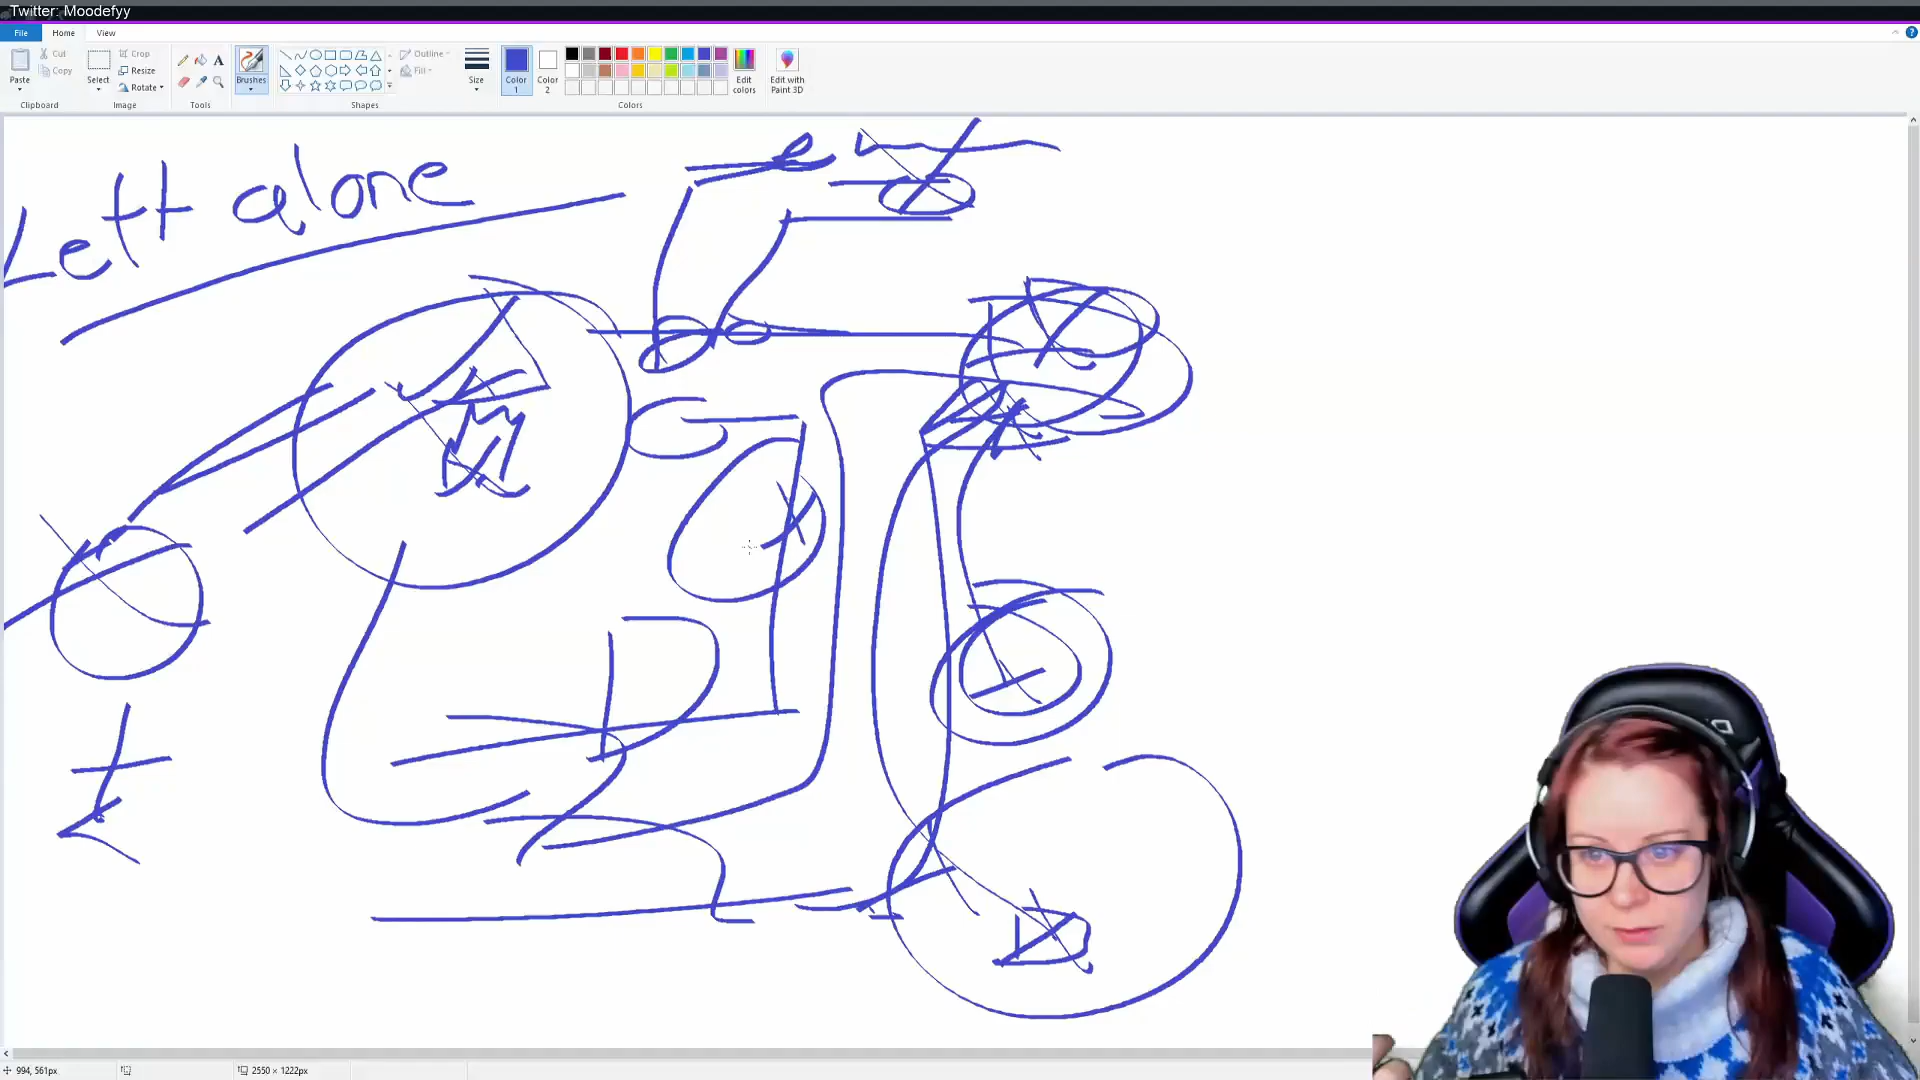 Twitter: Moodefyy
File
Home
View
Paste
Cut
Copy
Clipboard
Select
Crop
Resize
Rotate
Image
A
Tools
Brushes
Outline
Fill
Shapes
Size
Color 1
Color 2
Edit colors
Edit with Paint 3D
Colors
Left alone
994, 561px
2550 × 1222px